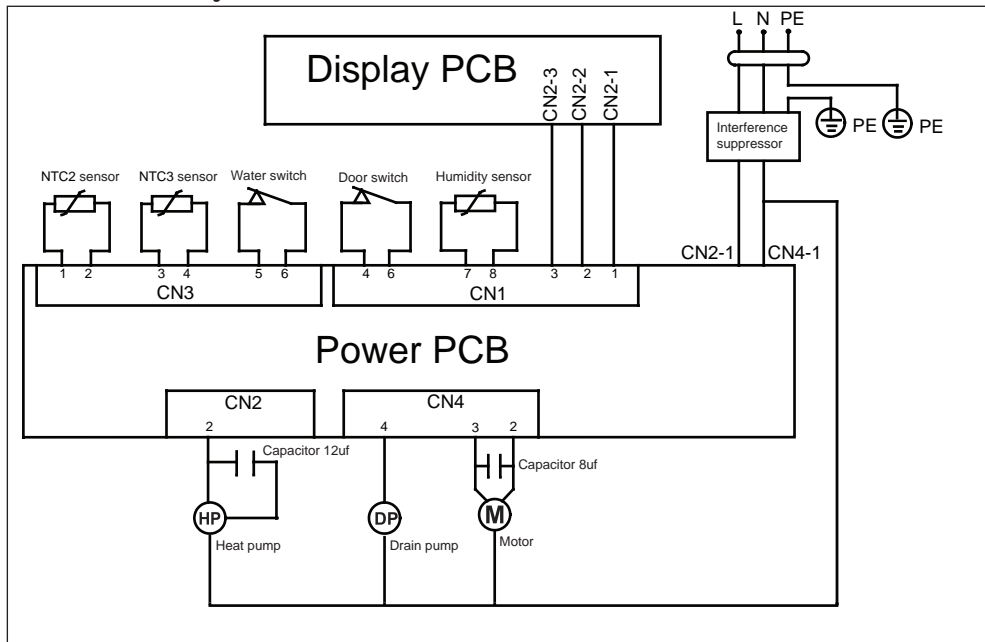 L N PE
Display PCB
CN2-3
CN2-2
CN2-1
Interference
suppressor
PE PE
NTC2 sensor NTC3 sensor Water switch Door switch Humidity sensor
CN2-1 CN4-1
1 2 3 4 5 6 4 6 7 8 3 2 1
CN3 CN1
Power PCB
CN2 CN4
2 4 3 2
Capacitor 12uf
Capacitor 8uf
HP DP M
Heat pump Drain pump Motor